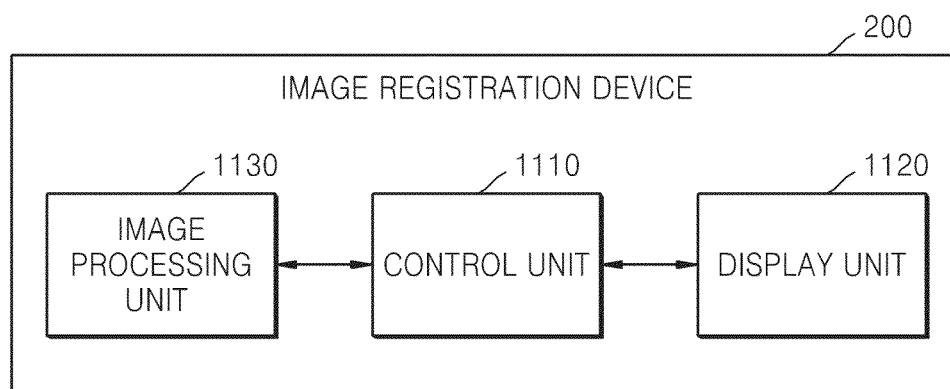 200
IMAGE REGISTRATION DEVICE
1130
1110
1120
IMAGE
PROCESSING
UNIT
CONTROL UNIT
DISPLAY UNIT